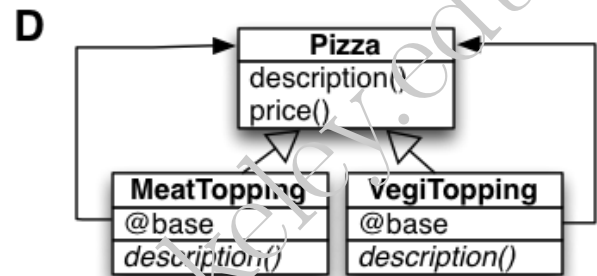 D
Pizza
description()
price()
MeatTopping
@base
description()
VegiTopping
@base
description()